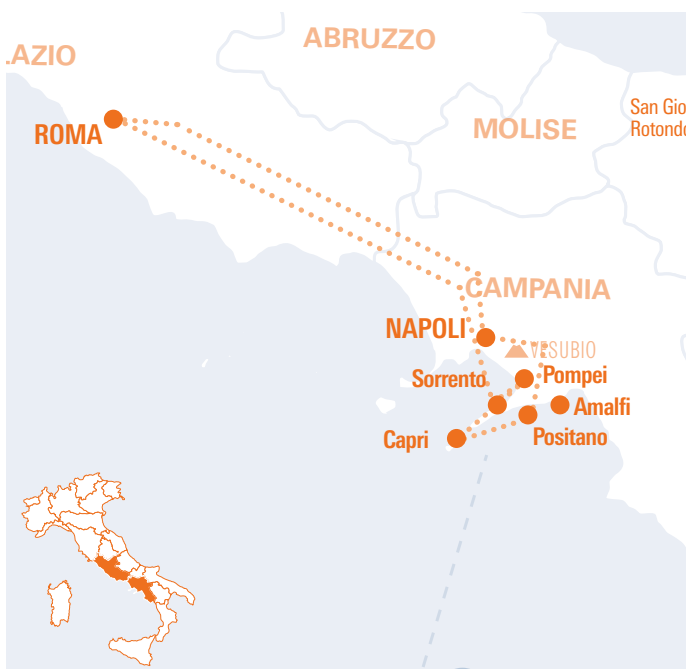 ABRUZZO
.AZIO
San Gio
Rotondo
MOLISE
ROMA
CAMPANIA
NAPOLI
VESUBIO
Sorrento
Pompei
Amalfi
Capri
Positano